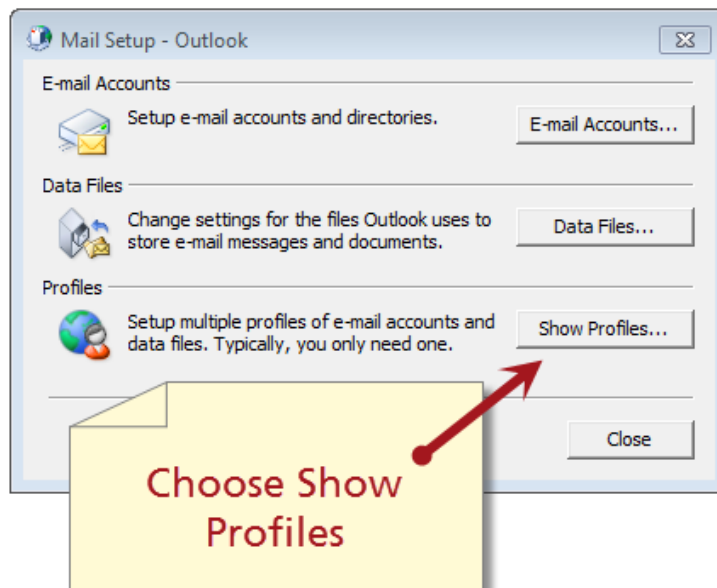 Mail Setup - Outlook
E-mail Accounts
Setup e-mail accounts and directories.
E-mail Accounts...
Data Files
Change settings for the files Outlook uses to
store e-mail messages and documents.
Data Files...
Profiles
Setup multiple profiles of e-mail accounts and
data files. Typically, you only need one.
Show Profiles...
Close
Choose Show
Profiles